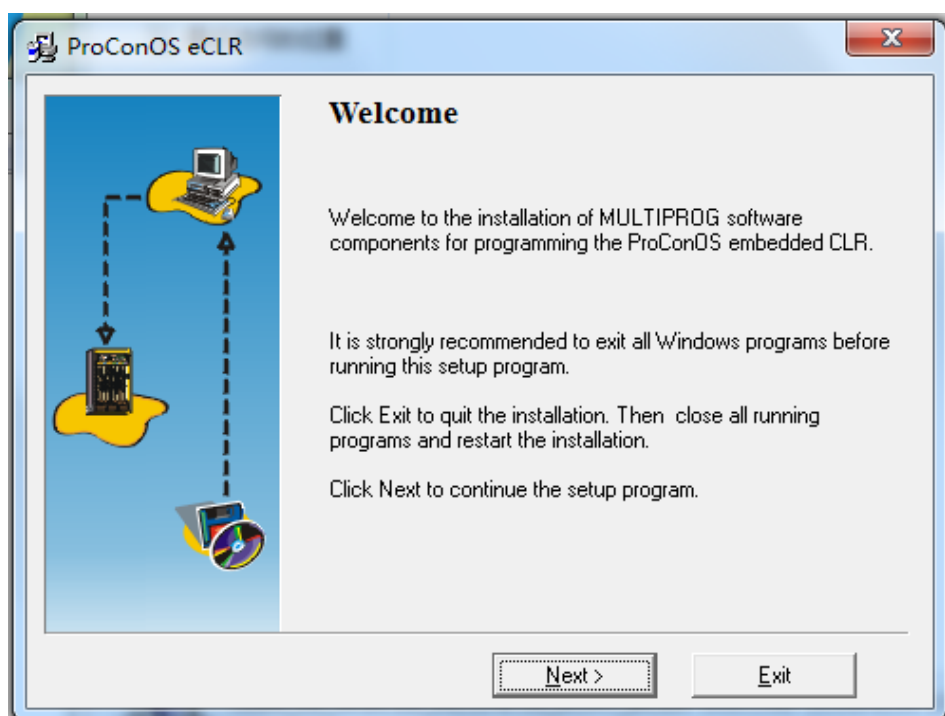 ProConOS eCLR
Welcome
Welcome to the installation of MULTIPROG software
components for programming the ProConOS embedded CLR.
It is strongly recommended to exit all Windows programs before
running this setup program.
Click Exit to quit the installation. Then  close all running
programs and restart the installation.
Click Next to continue the setup program.
Next >
Exit